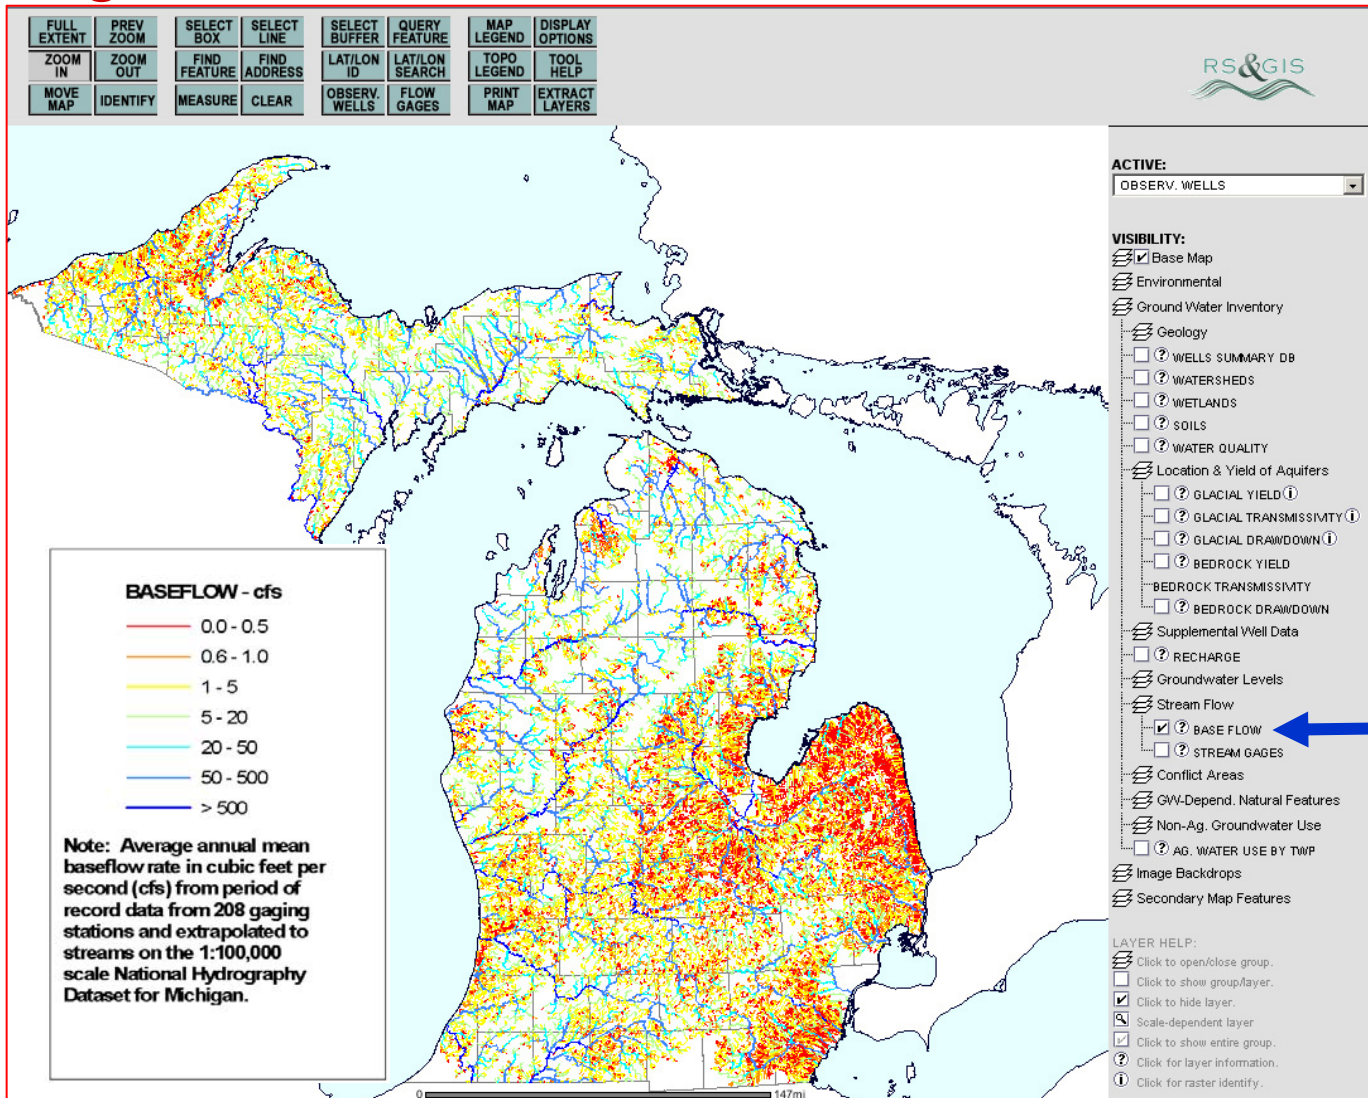 FULL EXTENT
PREV ZOOM
SELECT BOX
SELECT LINE
SELECT BUFFER
QUERY FEATURE
MAP LEGEND
DISPLAY OPTIONS
ZOOM IN
ZOOM OUT
FIND FEATURE
FIND ADDRESS
LAT/LON ID
LAT/LON SEARCH
TOPO LEGEND
TOOL HELP
MOVE MAP
IDENTIFY
MEASURE
CLEAR
OBSERV. WELLS
FLOW GAGES
PRINT MAP
EXTRACT LAYERS
RS&GIS
ACTIVE:
OBSERV. WELLS
VISIBILITY:
Base Map
Environmental
Ground Water Inventory
Geology
WELLS SUMMARY DB
WATERSHEDS
WETLANDS
SOILS
WATER QUALITY
Location & Yield of Aquifers
GLACIAL YIELD
GLACIAL TRANSMISSIVITY
GLACIAL DRAWDOWN
BEDROCK YIELD
BEDROCK TRANSMISSIVITY
BEDROCK DRAWDOWN
Supplemental Well Data
RECHARGE
Groundwater Levels
Stream Flow
BASE FLOW
STREAM GAGES
Conflict Areas
GW-Depend. Natural Features
Non-Ag. Groundwater Use
AG. WATER USE BY TWP
Image Backdrops
Secondary Map Features
LAYER HELP:
Click to open/close group.
Click to show group/layer.
Click to hide layer.
Scale-dependent layer
Click to show entire group.
Click for layer information.
Click for raster identify.
BASEFLOW - cfs
0.0 - 0.5
0.6 - 1.0
1 - 5
5 - 20
20 - 50
50 - 500
> 500
Note: Average annual mean
baseflow rate in cubic feet per
second (cfs) from period of
record data from 208 gaging
stations and extrapolated to
streams on the 1:100,000
scale National Hydrography
Dataset for Michigan.
0 147mi